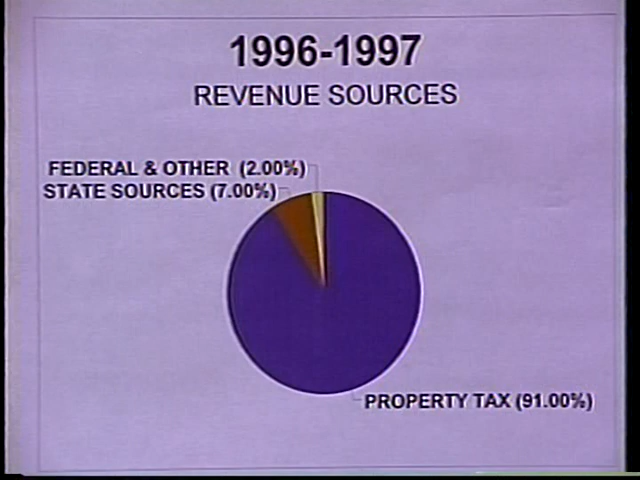 1996-1997
REVENUE SOURCES
FEDERAL & OTHER (2.00%)
STATE SOURCES (7.00%)
PROPERTY TAX (91.00%)